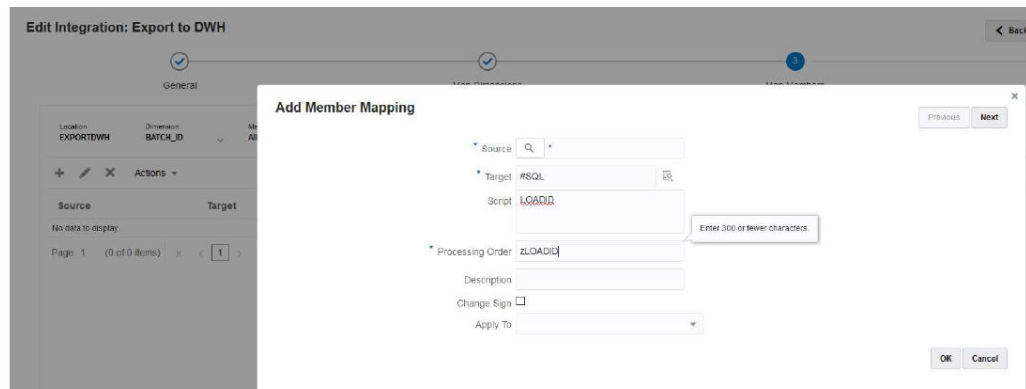 Edit Integration: Export to DWH
Back
3
General
Map Dimensions
Map Members
Location
EXPORTDWH
Dimension
BATCH_ID
Actions
Source
Target
No data to display
Page 1 (0 of 0 items)
1
Add Member Mapping
×
Previous
Next
* Source *
* Target #SQL
Script LOADID
Enter 300 or fewer characters.
* Processing Order zLOADID
Description
Change Sign
Apply To
OK
Cancel